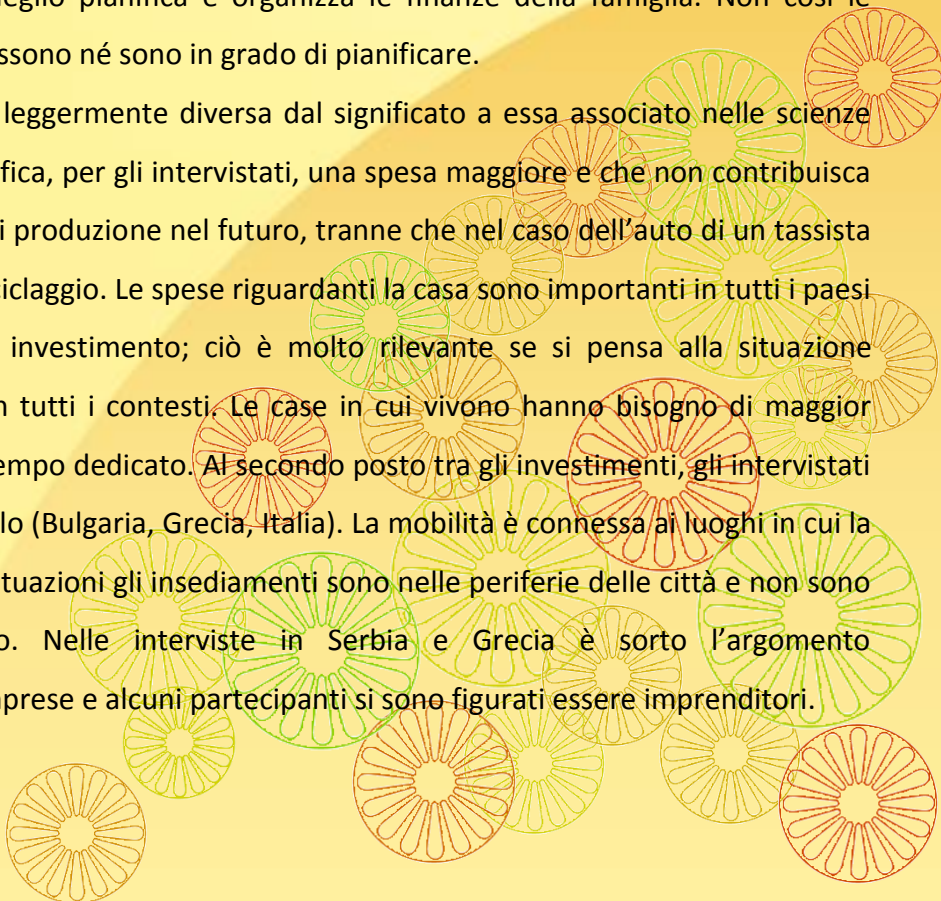 meglio pianifica e organizza le finanze della famiglia. Non così le
possono né sono in grado di pianificare.
leggermente diversa dal significato a essa associato nelle scienze
ifica, per gli intervistati, una spesa maggiore e che non contribuisca
i produzione nel futuro, tranne che nel caso dell'auto di un tassista
iclaggio. Le spese riguardanti la casa sono importanti in tutti i paesi
investimento; ciò è molto rilevante se si pensa alla situazione
n tutti i contesti. Le case in cui vivono hanno bisogno di maggior
empo dedicato. Al secondo posto tra gli investimenti, gli intervistati
lo (Bulgaria, Grecia, Italia). La mobilità è connessa ai luoghi in cui la
tuazioni gli insediamenti sono nelle periferie delle città e non sono
o. Nelle interviste in Serbia e Grecia è sorto l'argomento
mprese e alcuni partecipanti si sono figurati essere imprenditori.